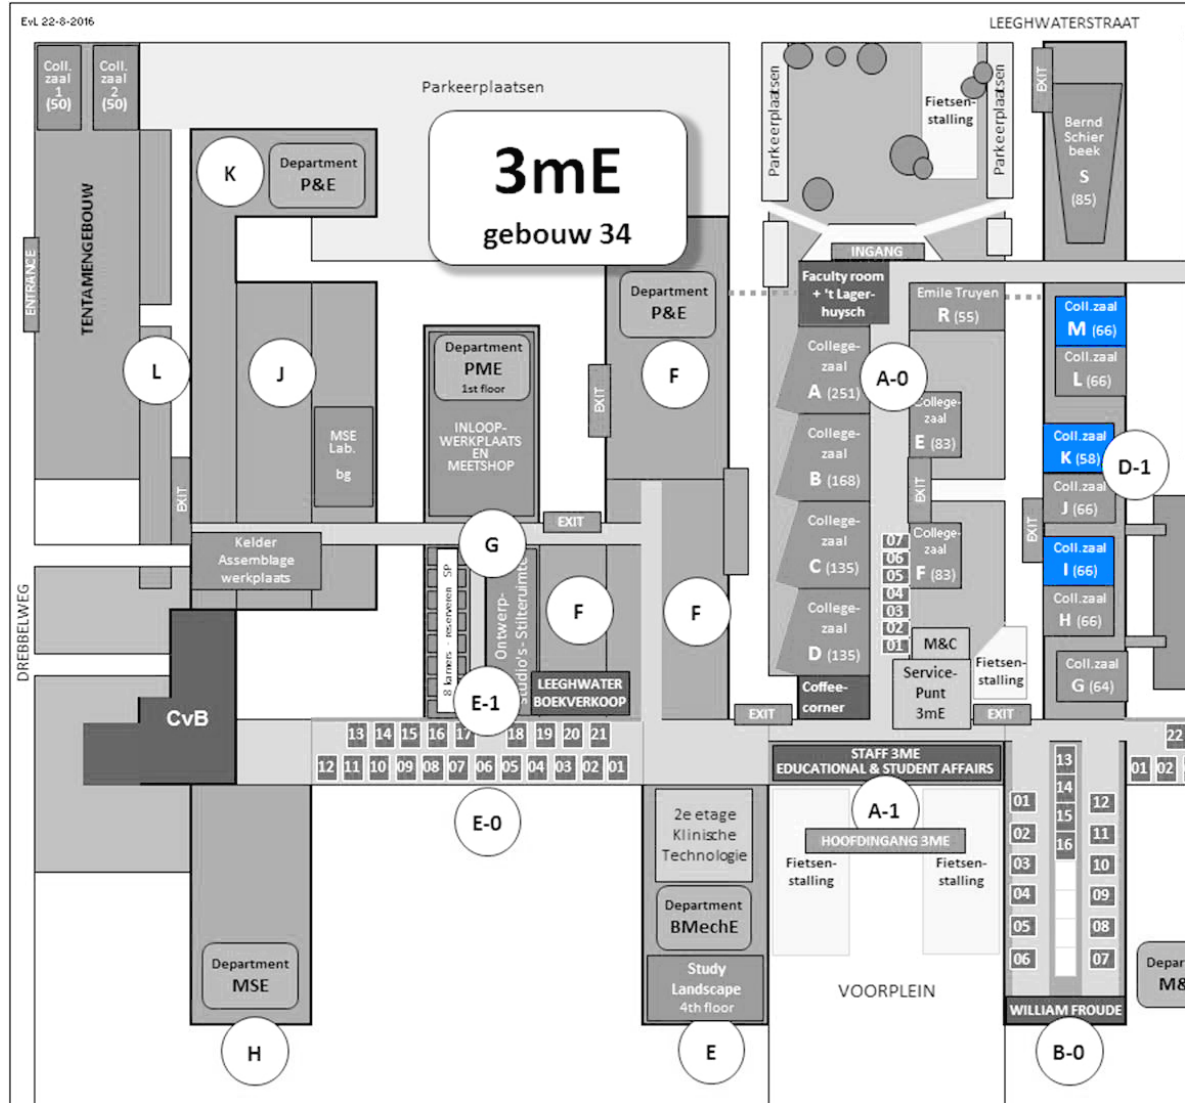 EvL 22-8-2016
LEEGHWATERSTRAAT
Coll.
zaal
1
(50)
Coll.
zaal
2
(50)
Parkeerplaatsen
3mE
gebouw 34
Parkeerplaatsen
Fietsen-
stalling
Parkeerplaatsen
EXIT
Bernd
Schier
beek
S
(85)
K
Department
P&E
TENTAMENGEBOUW
ENTRANCE
INGANG
Faculty room
+ 't Lager-
huysch
Emile Truyen
R (55)
Department
P&E
F
EXIT
Coll.zaal
M (66)
Coll.zaal
L (66)
L
J
Department
PME
1st floor
INLOOP-
WERKPLAATS
EN
MEETSHOP
MSE
Lab.
bg
College-
zaal
A (251)
A-0
College-
zaal
E (83)
College-
zaal
B (168)
EXIT
Coll.zaal
K (58)
D-1
Coll.zaal
J (66)
EXIT
EXIT
G
EXIT
Kelder
Assemblage
werkplaats
College-
zaal
C (135)
College-
zaal
F (83)
07
06
05
04
03
02
01
Coll.zaal
I (66)
Coll.zaal
H (66)
DREBBELWEG
8 kamers - reserveren SP
Ontwerp-
studio's - Stilteruimte
F
F
College-
zaal
D (135)
M&C
Service-
Punt
3mE
Fietsen-
stalling
Coll.zaal
G (64)
CvB
E-1
LEEGHWATER
BOEKVERKOOP
Coffee-
corner
EXIT
EXIT
13 14 15 16 17 18 19 20 21
12 11 10 09 08 07 06 05 04 03 02 01
E-0
STAFF 3ME
EDUCATIONAL & STUDENT AFFAIRS
A-1
HOOFDINGANG 3ME
Fietsen-
stalling
Fietsen-
stalling
22
01 02
13
14
15
16
01
02
03
04
05
06
12
11
10
09
08
07
2e etage
Klinische
Technologie
Department
BMechE
Study
Landscape
4th floor
Department
MSE
VOORPLEIN
WILLIAM FROUDE
Depar
M&
H
E
B-0